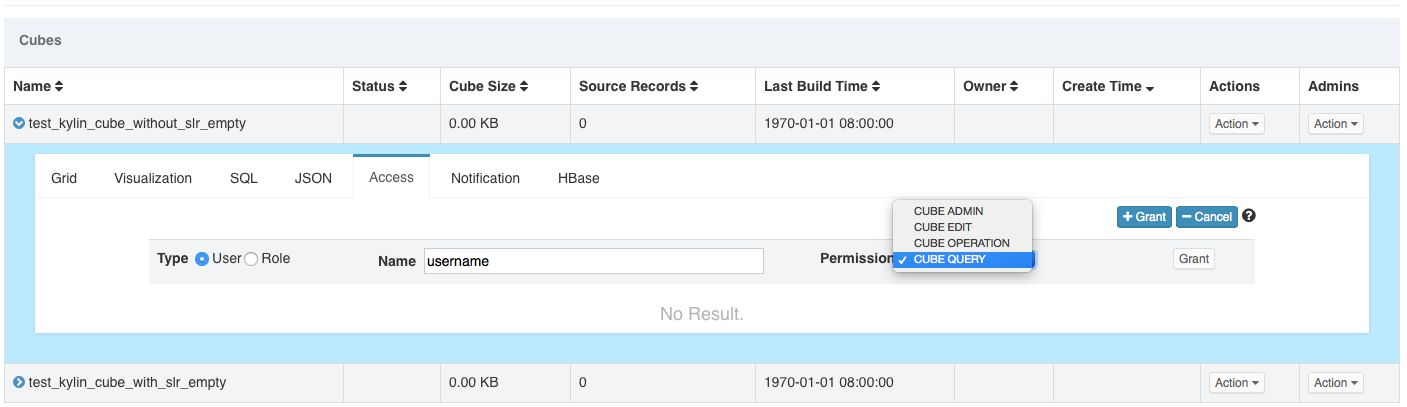 Cubes
Name Status Cube Size Source Records Last Build Time Owner Create Time Actions Admins
test_kylin_cube_without_slr_empty 0.00 KB 0 1970-01-01 08:00:00 Action Action
Grid Visualization SQL JSON Access Notification HBase
+ Grant − Cancel ?
CUBE ADMIN
CUBE EDIT
CUBE OPERATION
Type User Role Name username Permission ✓ CUBE QUERY Grant
No Result.
test_kylin_cube_with_slr_empty 0.00 KB 0 1970-01-01 08:00:00 Action Action